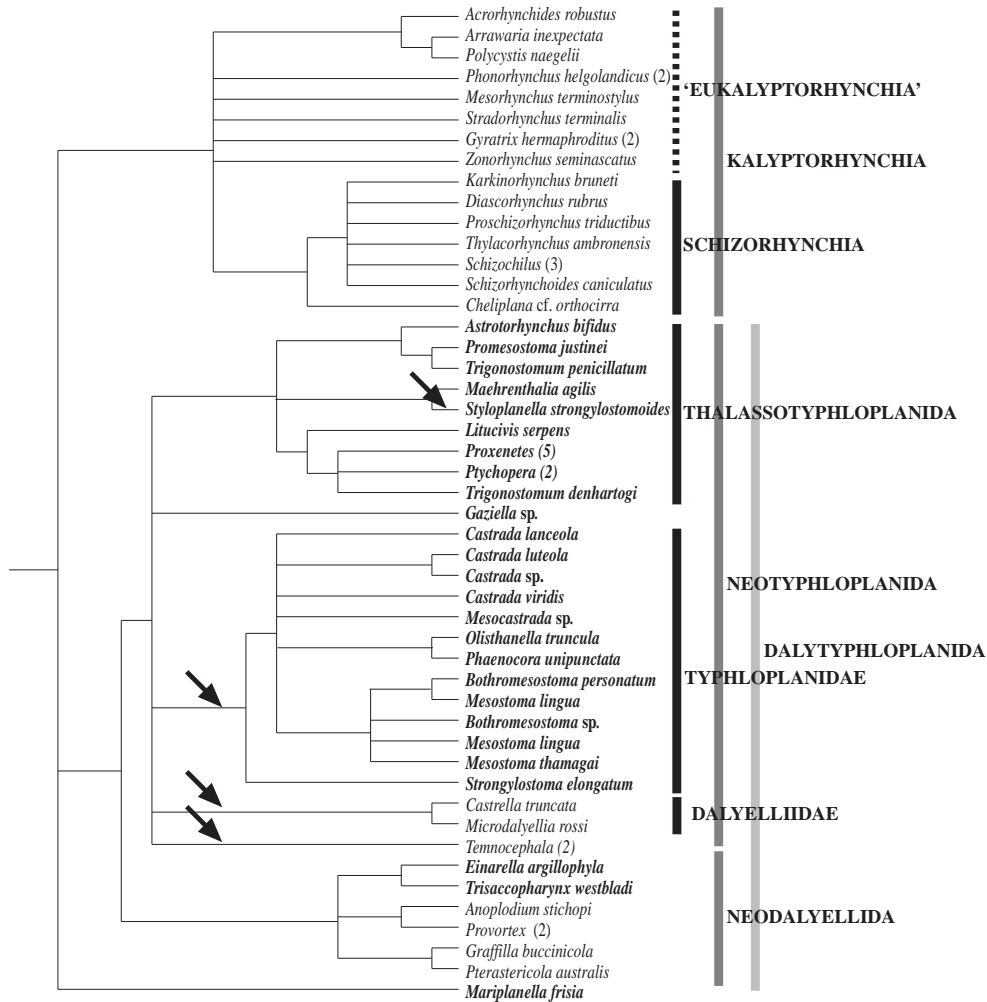 Acrorhynchides robustus
Arrawaria inexpectata
Polycystis naegelii
Phonorhynchus helgolandicus (2)
'EUKALYPTORHYNCHIA'
Mesorhynchus terminostylus
Stradorhynchus terminalis
Gyratrix hermaphroditus (2)
Zonorhynchus seminascatus
KALYPTORHYNCHIA
Karkinorhynchus bruneti
Diascorhynchus rubrus
Proschizorhynchus triductibus
Thylacorhynchus ambronensis
SCHIZORHYNCHIA
Schizochilus (3)
Schizorhynchoides caniculatus
Cheliplana cf. orthocirra
Astrotorhynchus bifidus
Promesostoma justinei
Trigonostomum penicillatum
Maehrenthalia agilis
Styloplanella strongylostomoides
THALASSOTYPHLOPLANIDA
Litucivis serpens
Proxenetes (5)
Ptychopera (2)
Trigonostomum denhartogi
Gaziella sp.
Castrada lanceola
Castrada luteola
Castrada sp.
NEOTYPHLOPLANIDA
Castrada viridis
Mesocastrada sp.
Olisthanella truncula
DALYTYPHLOPLANIDA
Phaenocora unipunctata
Bothromesostoma personatum
TYPHLOPLANIDAE
Mesostoma lingua
Bothromesostoma sp.
Mesostoma lingua
Mesostoma thamagai
Strongylostoma elongatum
Castrella truncata
DALYELLIIDAE
Microdalyellia rossi
Temnocephala (2)
Einarella argillophyla
Trisaccopharynx westbladi
Anoplodium stichopi
NEODALYELLIDA
Provortex (2)
Graffilla buccinicola
Pterastericola australis
Mariplanella frisia